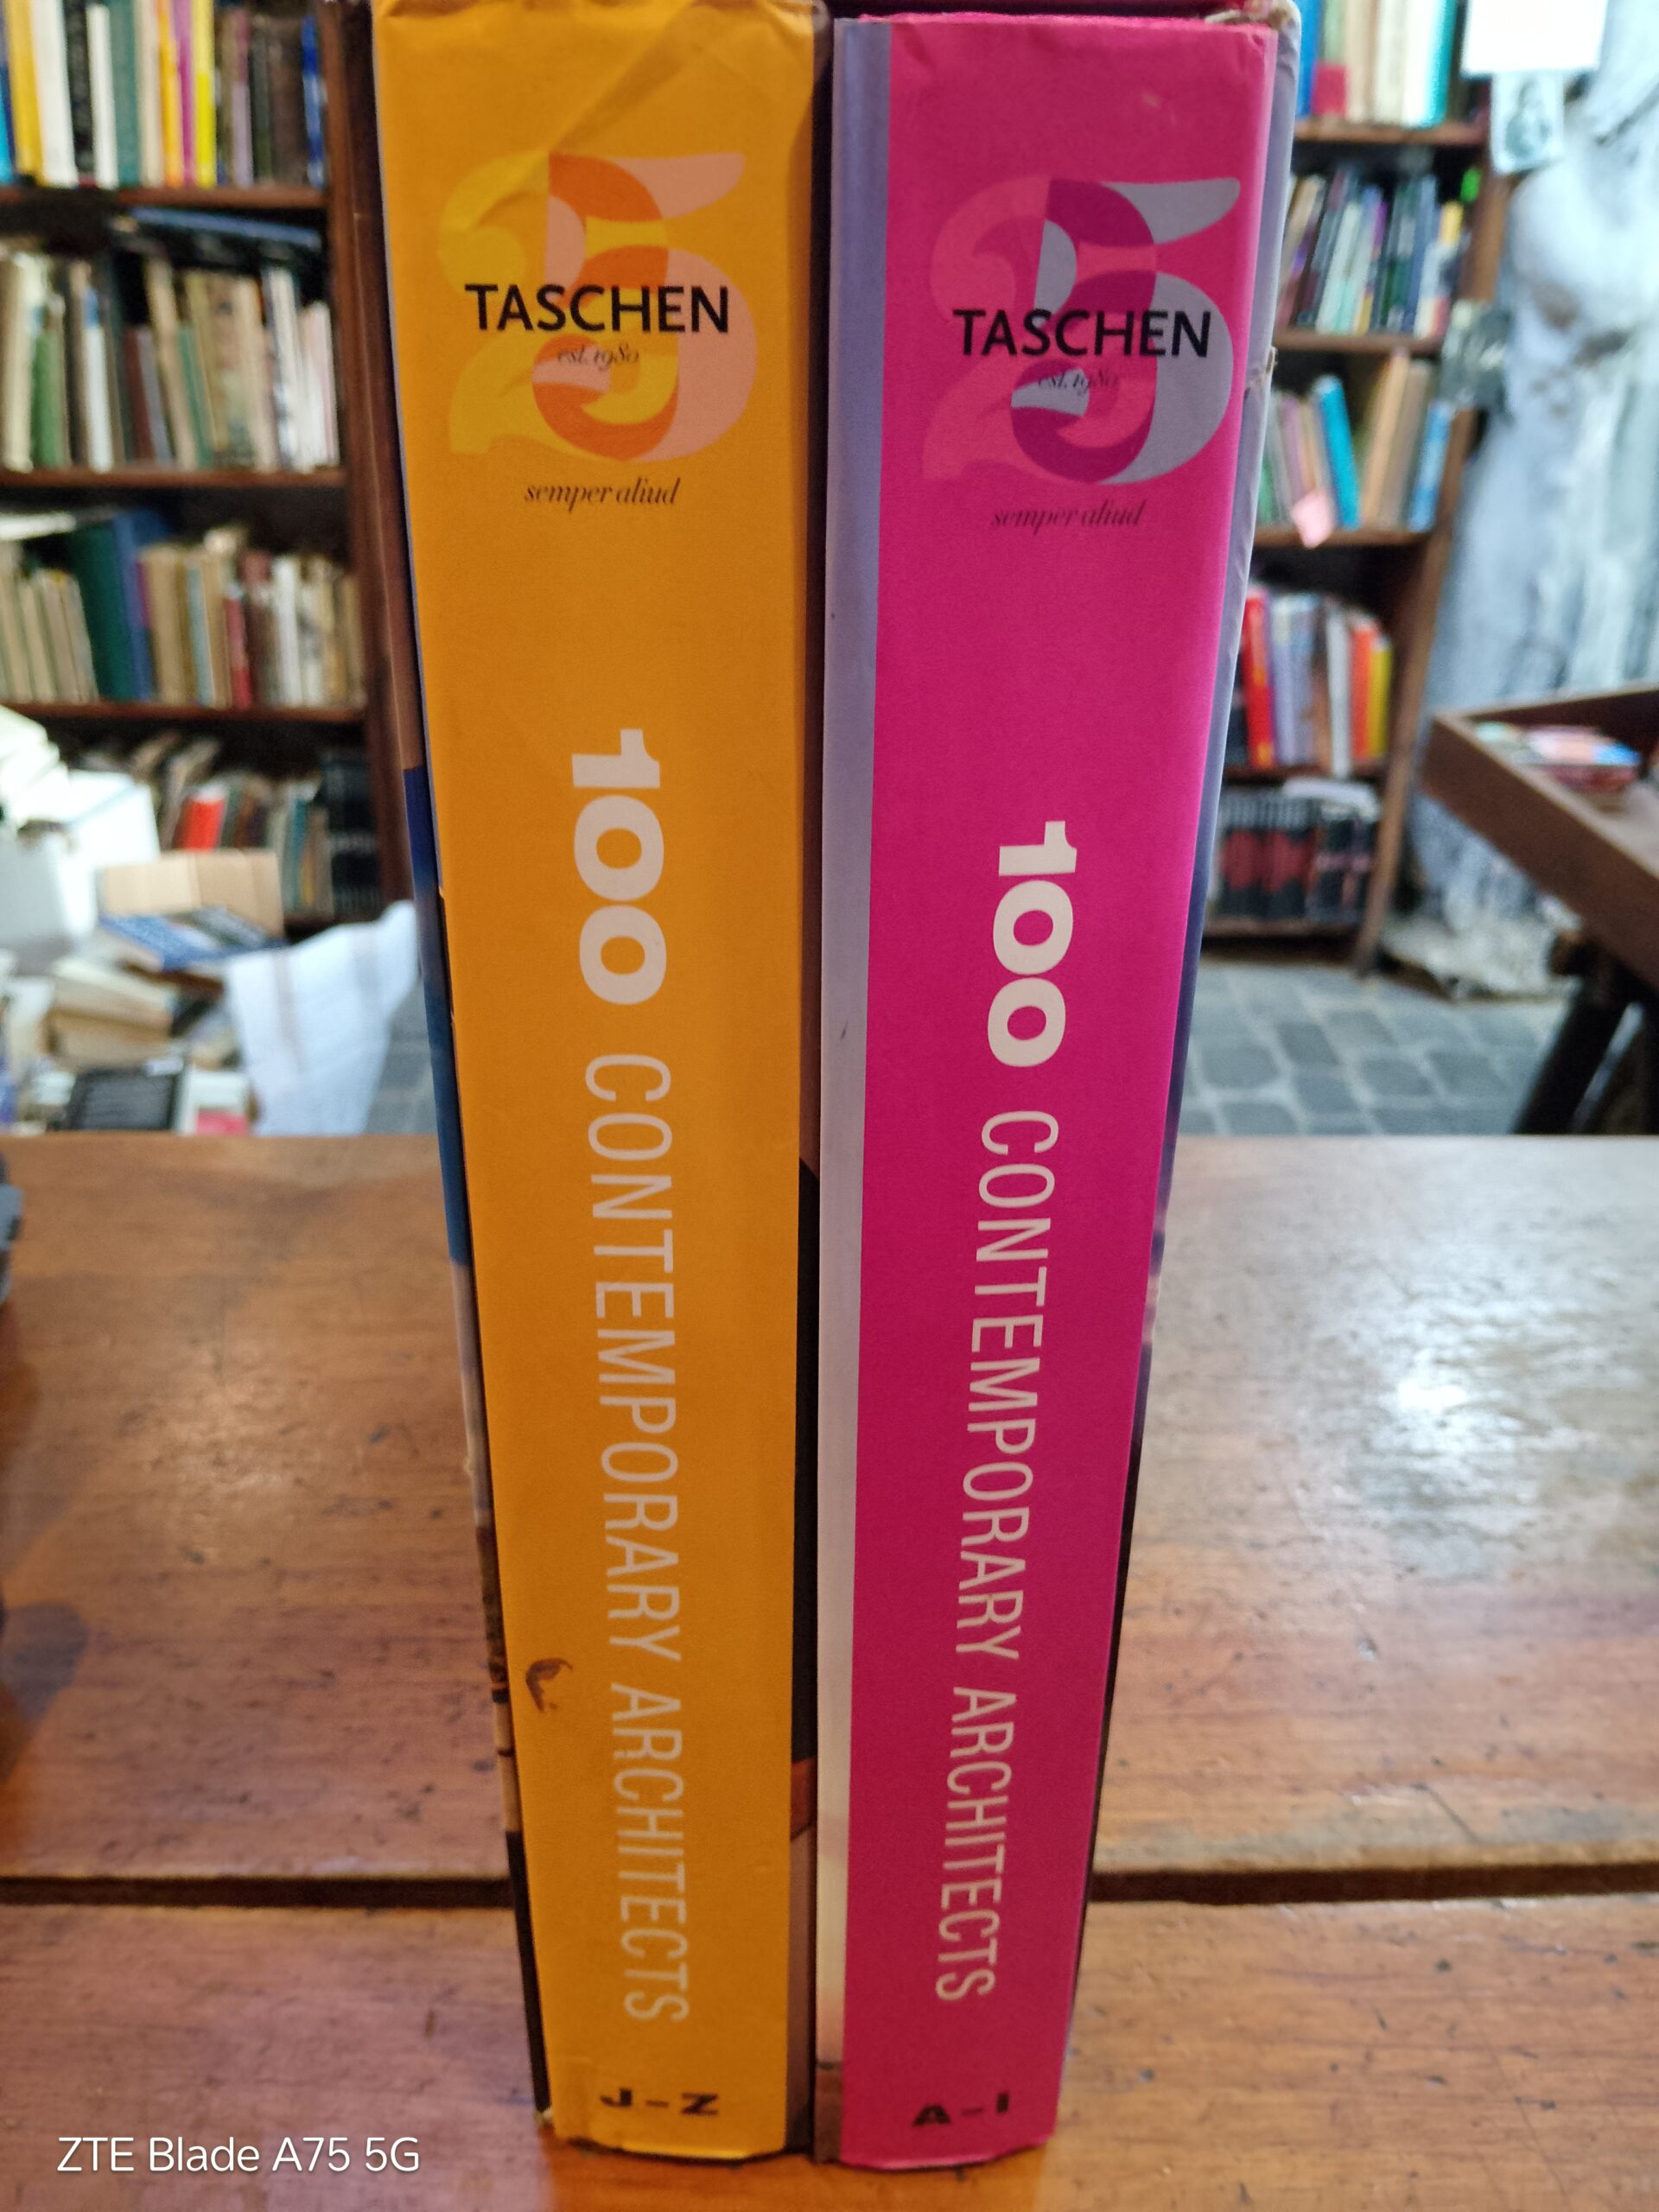 TASCHEN
est. 1980
semper aliud
100 CONTEMPORARY ARCHITECTS
J-Z
TASCHEN
est. 1980
semper aliud
100 CONTEMPORARY ARCHITECTS
A-I
ZTE Blade A75 5G